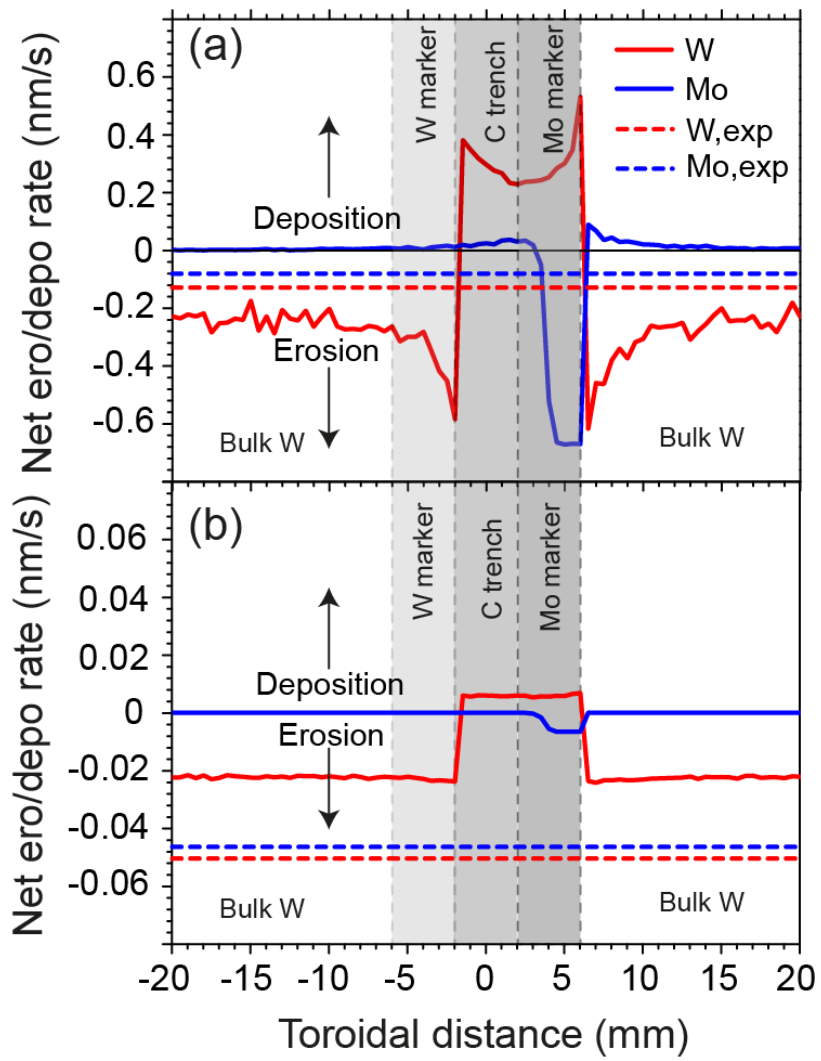 (a)
W marker
C trench
Mo marker
W
Mo
W,exp
Mo,exp
Net ero/depo rate (nm/s)
0.6
0.4
0.2
0
-0.2
-0.4
-0.6
Deposition
Erosion
Bulk W
Bulk W
(b)
W marker
C trench
Mo marker
Net ero/depo rate (nm/s)
0.06
0.04
0.02
0
-0.02
-0.04
-0.06
Deposition
Erosion
Bulk W
Bulk W
-20 -15 -10 -5 0 5 10 15 20
Toroidal distance (mm)